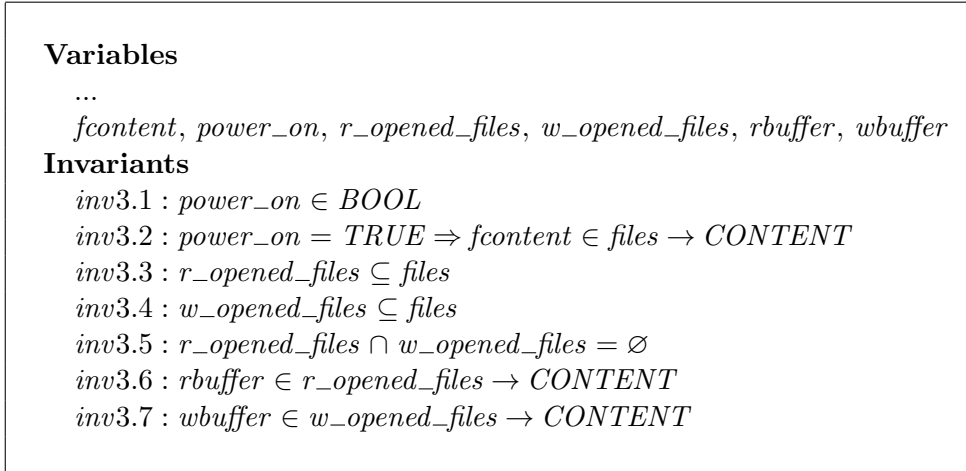 Variables
...
fcontent, power_on, r_opened_files, w_opened_files, rbuffer, wbuffer
Invariants
inv3.1 : power_on ∈ BOOL
inv3.2 : power_on = TRUE ⇒ fcontent ∈ files → CONTENT
inv3.3 : r_opened_files ⊆ files
inv3.4 : w_opened_files ⊆ files
inv3.5 : r_opened_files ∩ w_opened_files = ∅
inv3.6 : rbuffer ∈ r_opened_files → CONTENT
inv3.7 : wbuffer ∈ w_opened_files → CONTENT